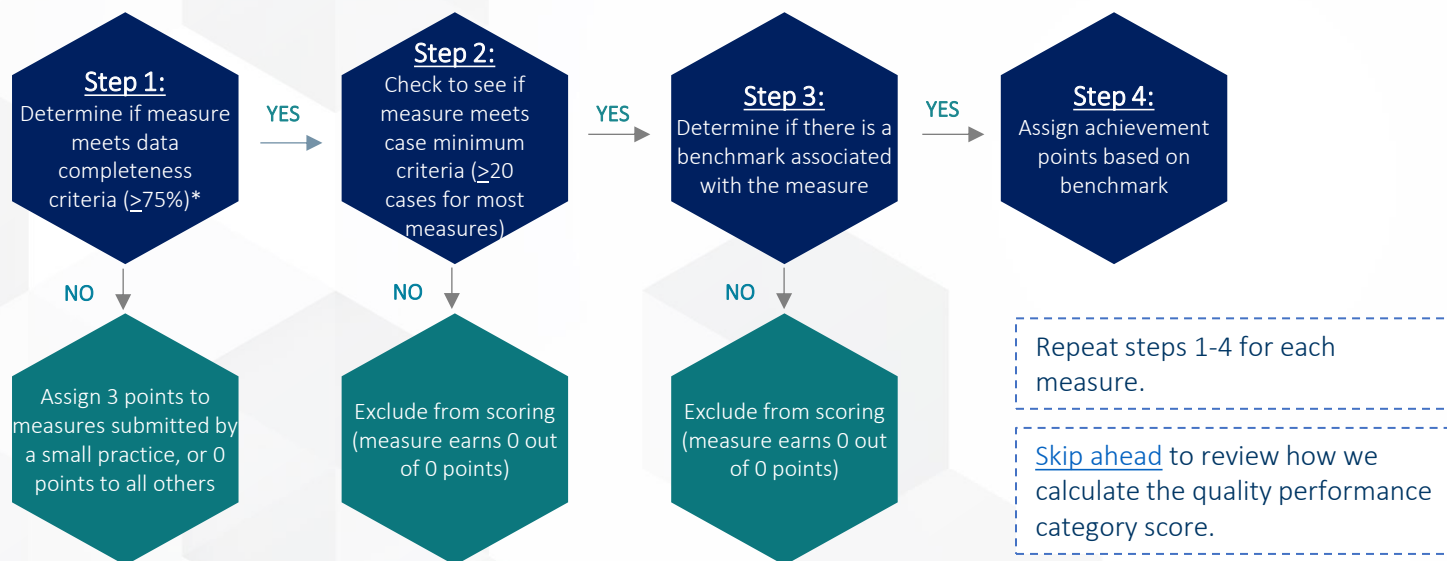 Step 1:
Determine if measure
meets data
completeness
criteria (≥75%)*
YES
Step 2:
Check to see if
measure meets
case minimum
criteria (≥20
cases for most
measures)
YES
Step 3:
Determine if there is a
benchmark associated
with the measure
YES
Step 4:
Assign achievement
points based on
benchmark
NO
Assign 3 points to
measures submitted by
a small practice, or 0
points to all others
NO
Exclude from scoring
(measure earns 0 out
of 0 points)
NO
Exclude from scoring
(measure earns 0 out
of 0 points)
Repeat steps 1-4 for each
measure.
Skip ahead to review how we
calculate the quality performance
category score.